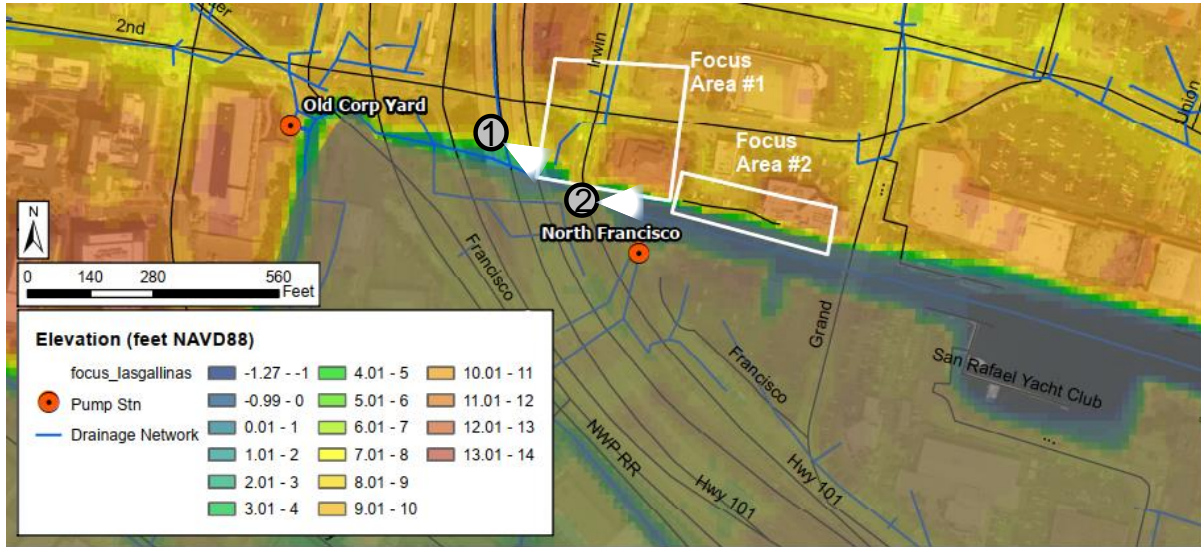 2nd
Irwin
Focus
Area #1
Union
Old Corp Yard
1
Focus
Area #2
...
2
N
North Francisco
0 140 280 560
Feet
Francisco
Grand
Francisco
San Rafael Yacht Club
...
NWP RR
Hwy 101
Hwy 101
Elevation (feet NAVD88)
focus_lasgallinas
Pump Stn
Drainage Network
-1.27 - -1
-0.99 - 0
0.01 - 1
1.01 - 2
2.01 - 3
3.01 - 4
4.01 - 5
5.01 - 6
6.01 - 7
7.01 - 8
8.01 - 9
9.01 - 10
10.01 - 11
11.01 - 12
12.01 - 13
13.01 - 14